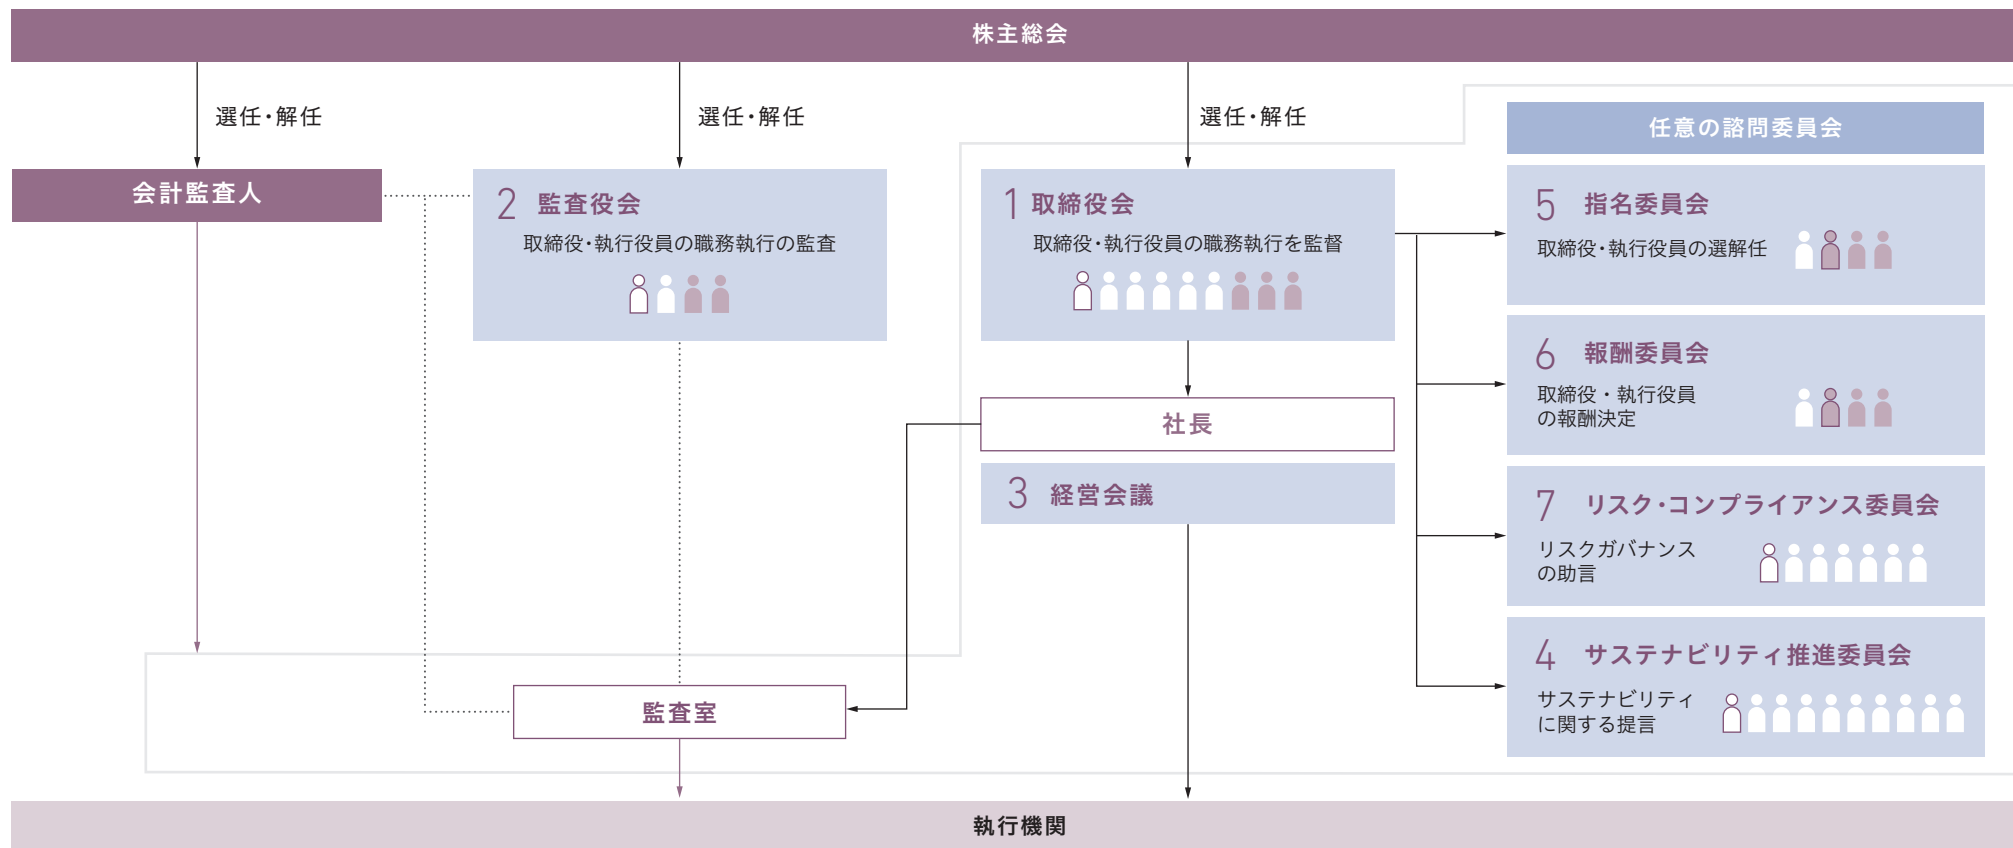 株主総会
選任・解任
選任・解任
選任・解任
会計監査人
2 監査役会
取締役・執行役員の職務執行の監査
1 取締役会
取締役・執行役員の職務執行を監督
社長
3 経営会議
監査室
任意の諮問委員会
5 指名委員会
取締役・執行役員の選解任
6 報酬委員会
取締役・執行役員
の報酬決定
7 リスク・コンプライアンス委員会
リスクガバナンス
の助言
4 サステナビリティ推進委員会
サステナビリティ
に関する提言
執行機関